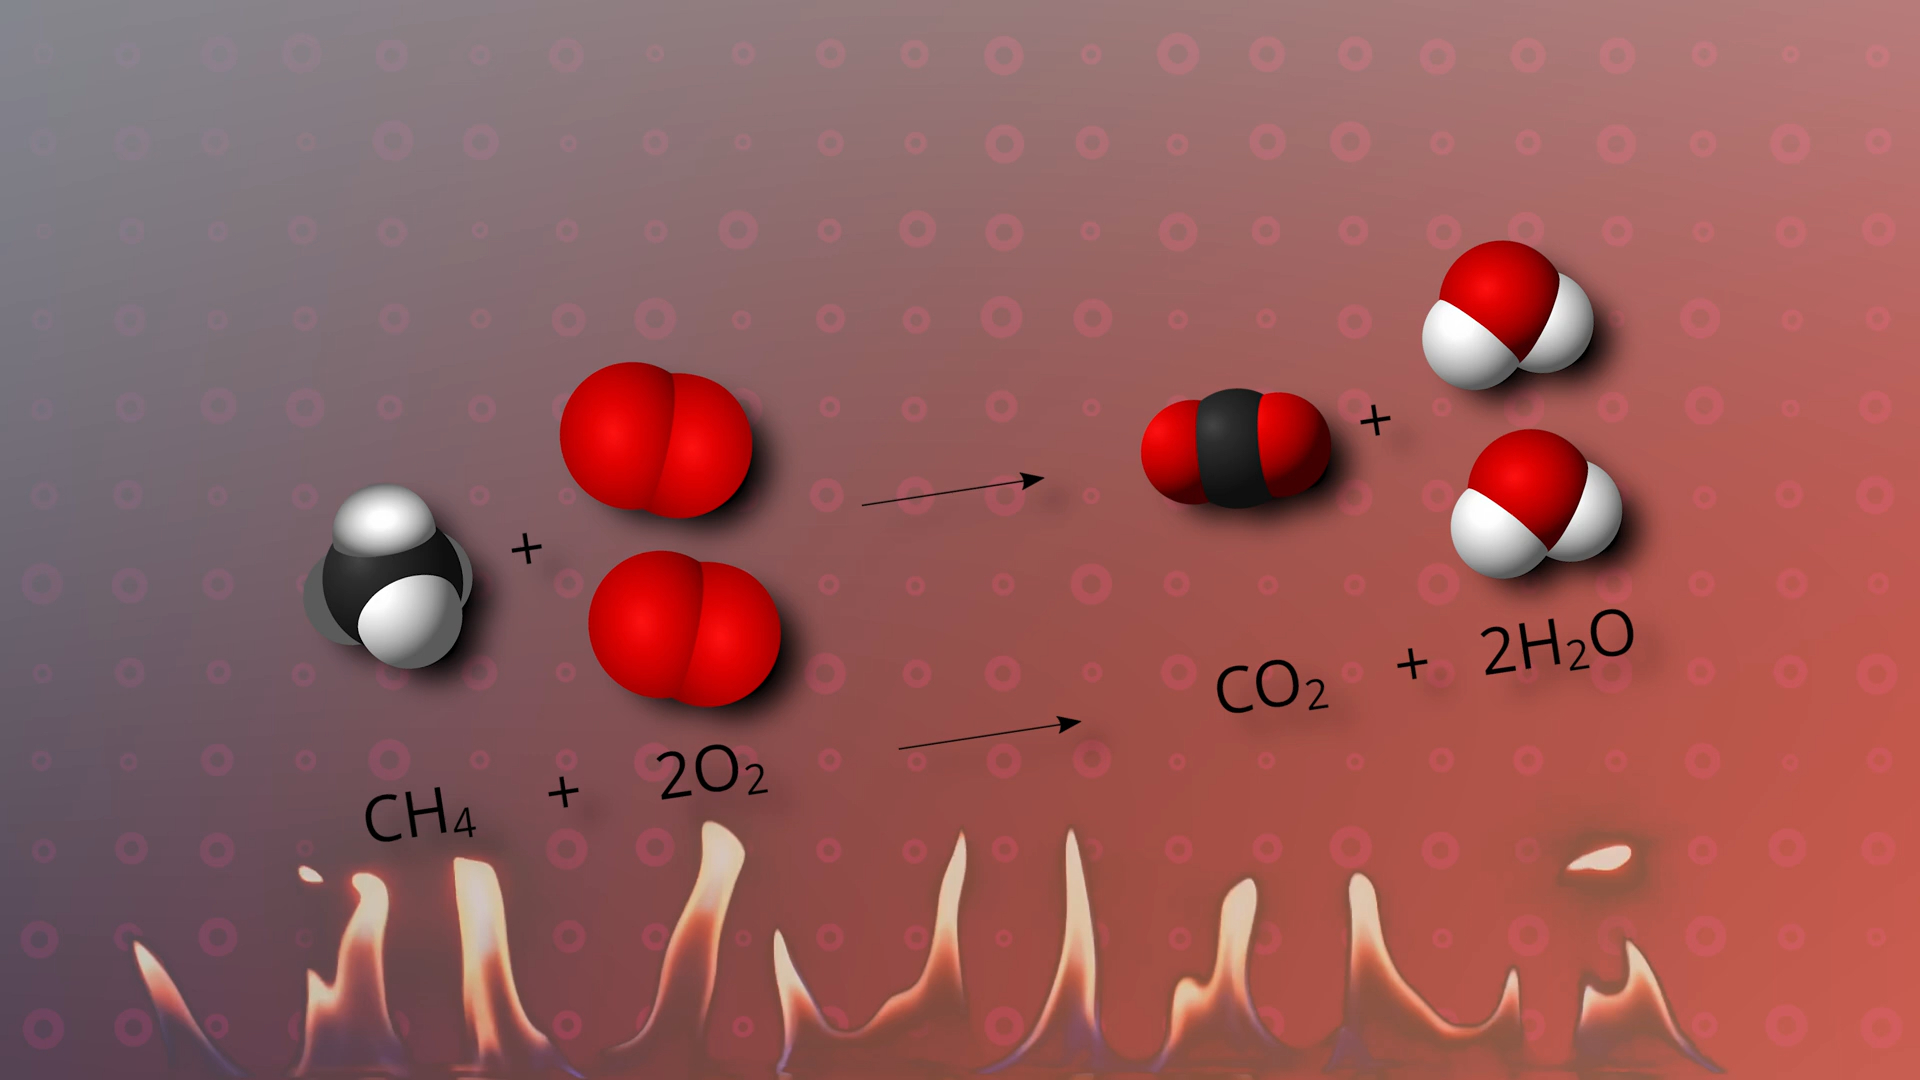 + +
CH₄ + 2O₂ → CO₂ + 2H₂O